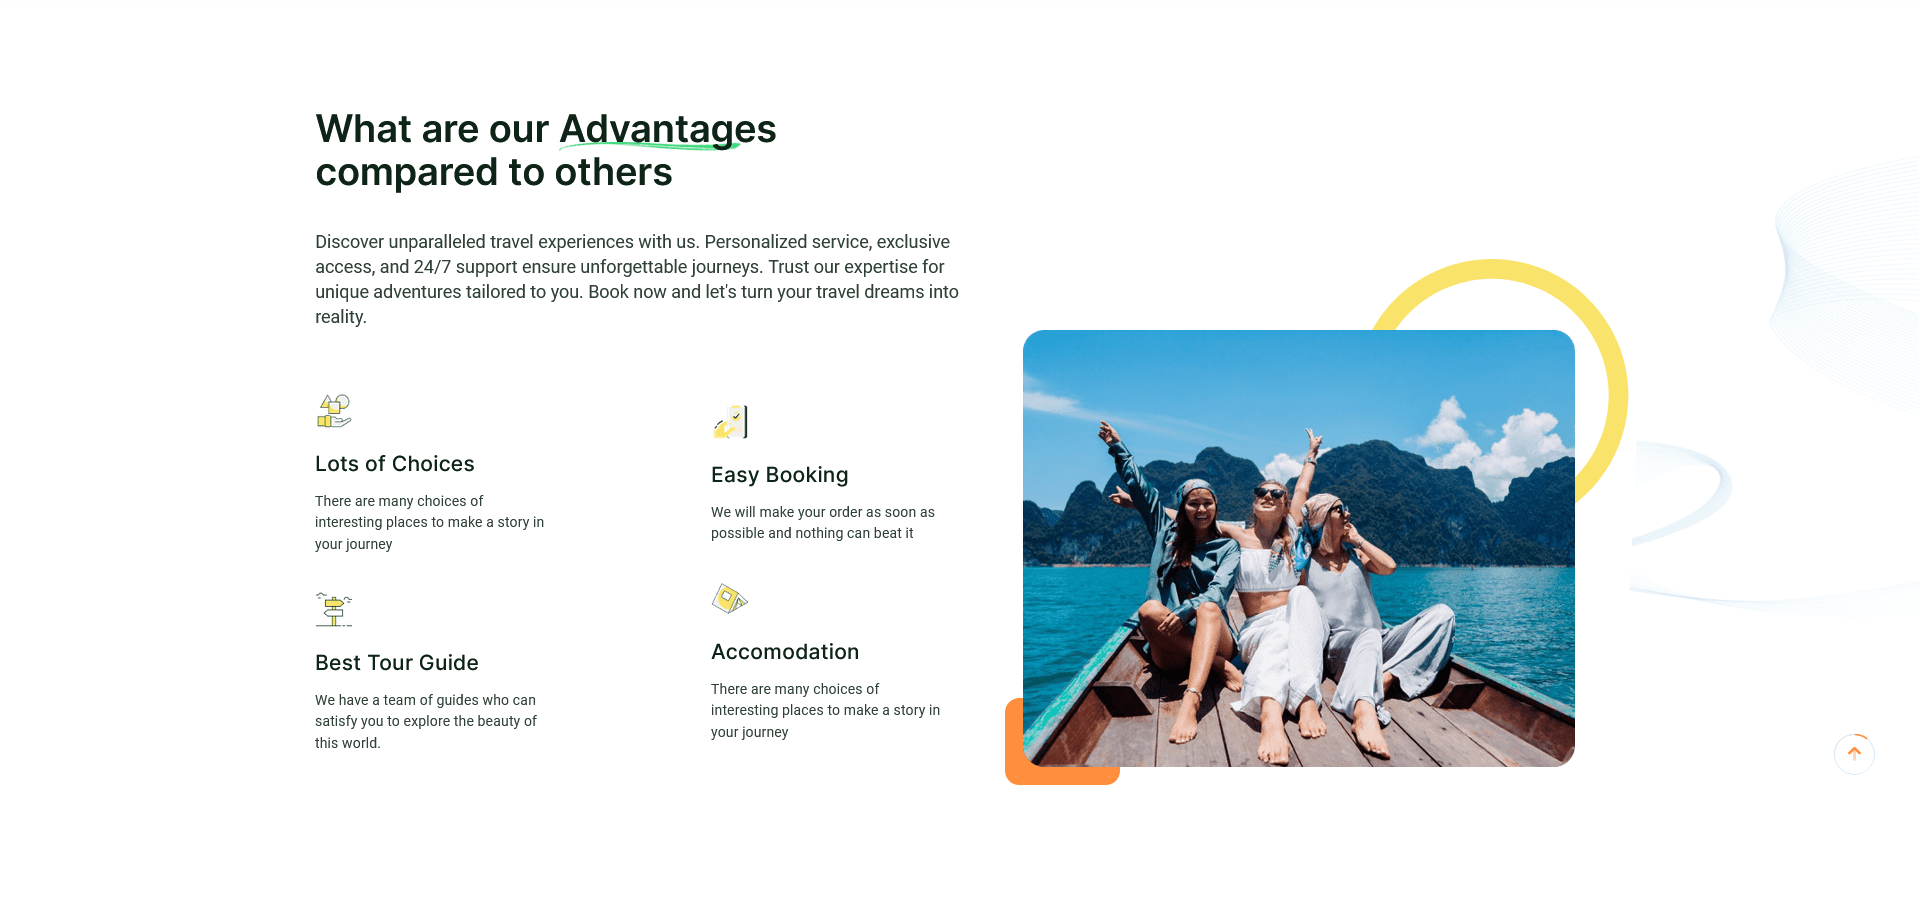 What are our Advantages
compared to others
Discover unparalleled travel experiences with us. Personalized service, exclusive
access, and 24/7 support ensure unforgettable journeys. Trust our expertise for
unique adventures tailored to you. Book now and let's turn your travel dreams into
reality.
Lots of Choices
There are many choices of
interesting places to make a story in
your journey
Easy Booking
We will make your order as soon as
possible and nothing can beat it
Best Tour Guide
We have a team of guides who can
satisfy you to explore the beauty of
this world.
Accomodation
There are many choices of
interesting places to make a story in
your journey